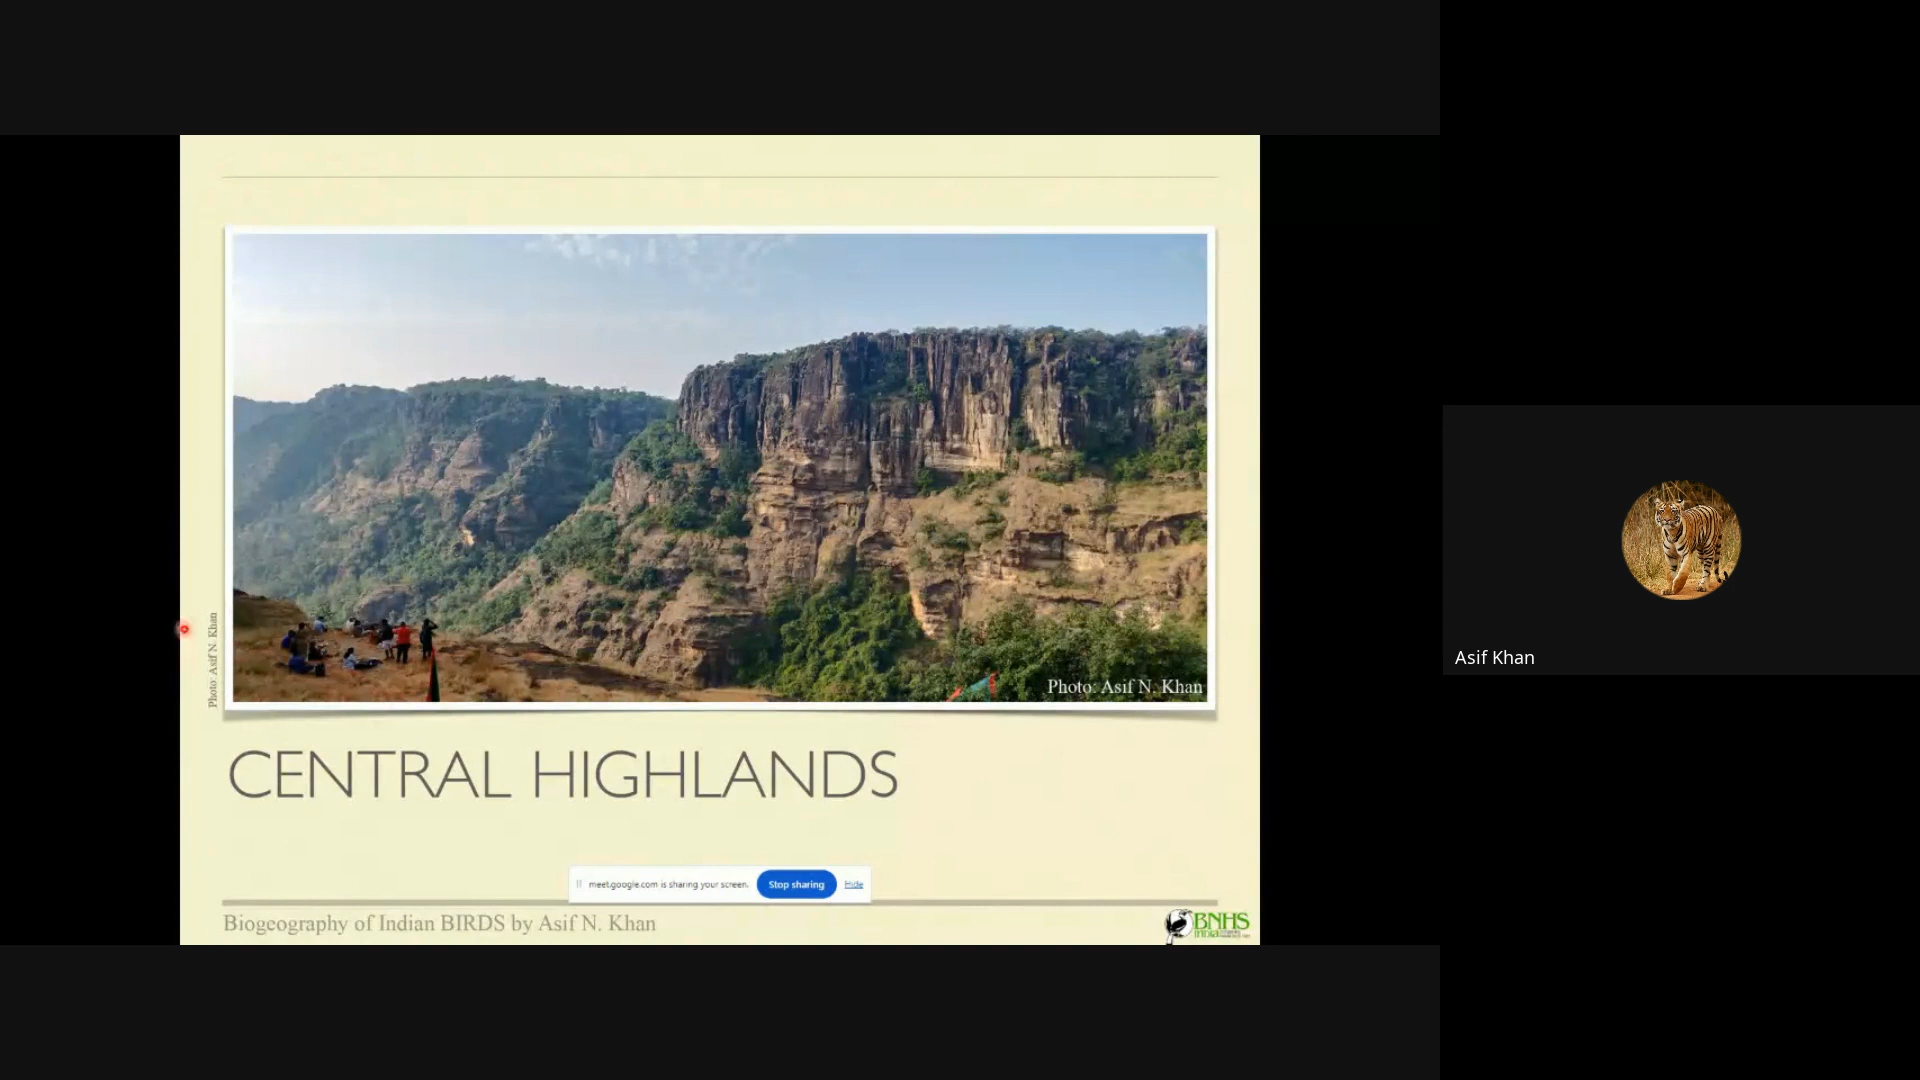 Photo: Asif N. Khan
Photo: Asif N. Khan
CENTRAL HIGHLANDS
meet.google.com is sharing your screen.
Stop sharing
Hide
Biogeography of Indian BIRDS by Asif N. Khan
BNHS
INDIA
Asif Khan